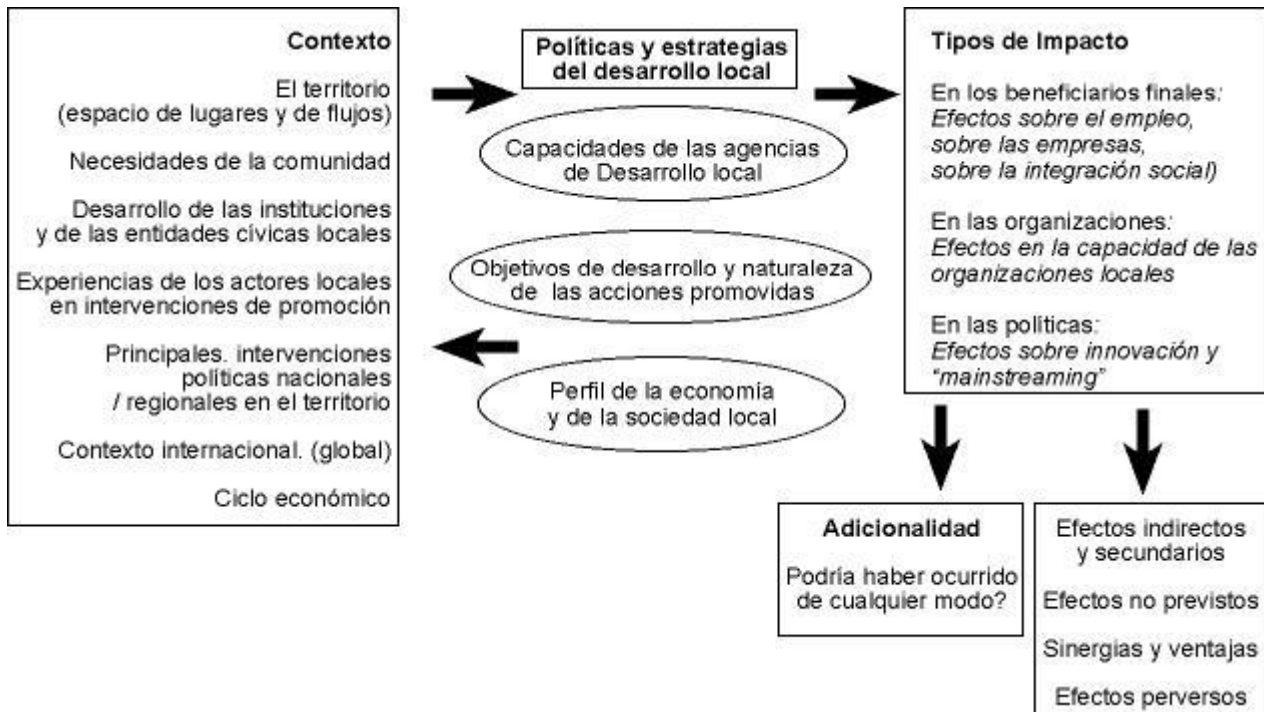 Contexto
El territorio
(espacio de lugares y de flujos)
Necesidades de la comunidad
Desarrollo de las instituciones
y de las entidades cívicas locales
Experiencias de los actores locales
en intervenciones de promoción
Principales. intervenciones
políticas nacionales
/ regionales en el territorio
Contexto internacional. (global)
Ciclo económico
Políticas y estrategias
del desarrollo local
Capacidades de las agencias
de Desarrollo local
Objetivos de desarrollo y naturaleza
de las acciones promovidas
Perfil de la economía
y de la sociedad local
Tipos de Impacto
En los beneficiarios finales:
Efectos sobre el empleo,
sobre las empresas,
sobre la integración social)
En las organizaciones:
Efectos en la capacidad de las
organizaciones locales
En las políticas:
Efectos sobre innovación y
“mainstreaming”
Adicionalidad
Podría haber ocurrido
de cualquier modo?
Efectos indirectos
y secundarios
Efectos no previstos
Sinergias y ventajas
Efectos perversos